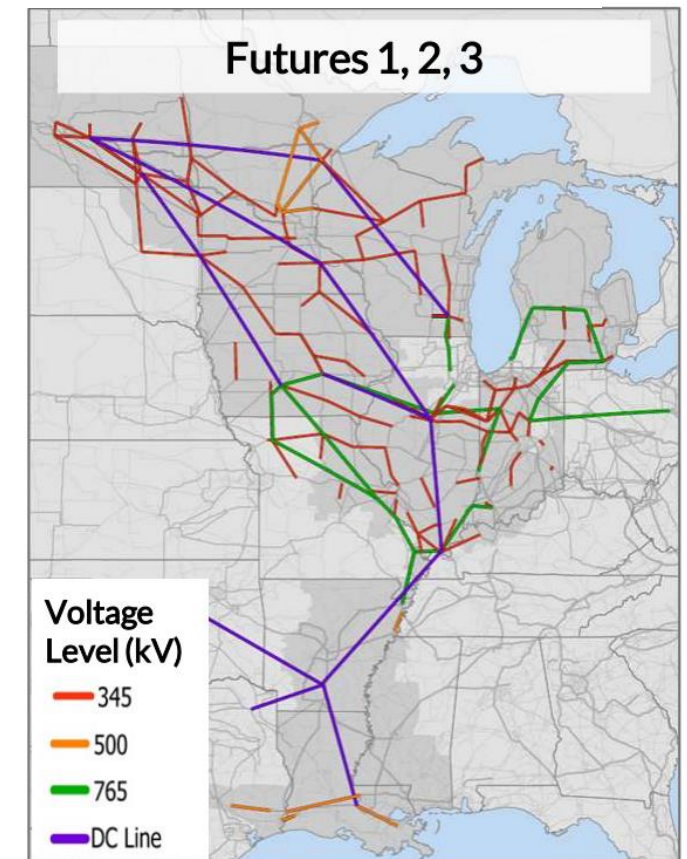 Futures 1, 2, 3
Voltage
Level (kV)
345
500
765
DC Line